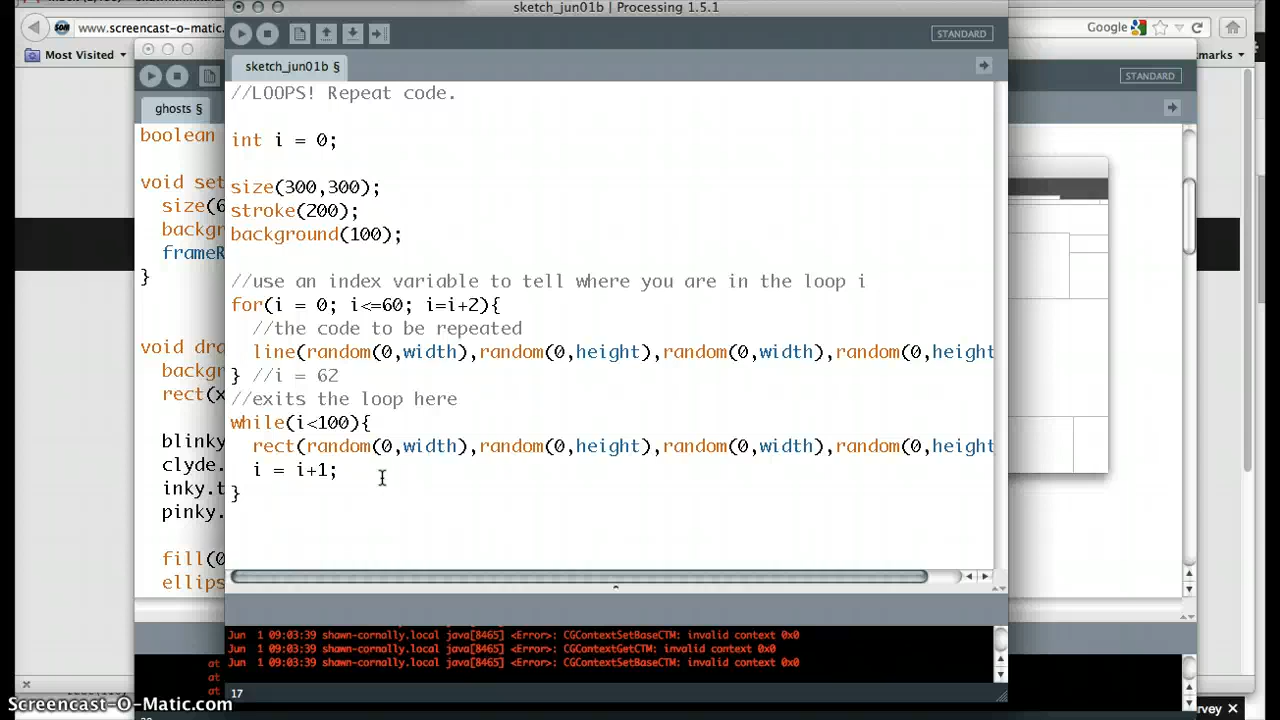 sketch_jun01b | Processing 1.5.1
www.screencast-o-matic.
Google
Most Visited
STANDARD
sketch_jun01b §
//LOOPS! Repeat code.
int i = 0;
size(300,300);
stroke(200);
background(100);
//use an index variable to tell where you are in the loop i
for(i = 0; i<=60; i=i+2){
//the code to be repeated
line(random(0,width),random(0,height),random(0,width),random(0,height
} //i = 62
//exits the loop here
while(i<100){
rect(random(0,width),random(0,height),random(0,width),random(0,height
i = i+1;
}
Jun 1 09:03:39 shawn-cornally.local java[8465] <Error>: CGContextSetBaseCTM: invalid context 0x0
Jun 1 09:03:39 shawn-cornally.local java[8465] <Error>: CGContextGetCTM: invalid context 0x0
Jun 1 09:03:39 shawn-cornally.local java[8465] <Error>: CGContextSetBaseCTM: invalid context 0x0
17
ghosts §
boolean
void set
size(6
backgr
frameR
}
void dra
backgr
rect(x
blinky
clyde.
inky.t
pinky.
fill(0
ellips
at
at
at
STANDARD
rmarks
rvey
Screencast-O-Matic.com